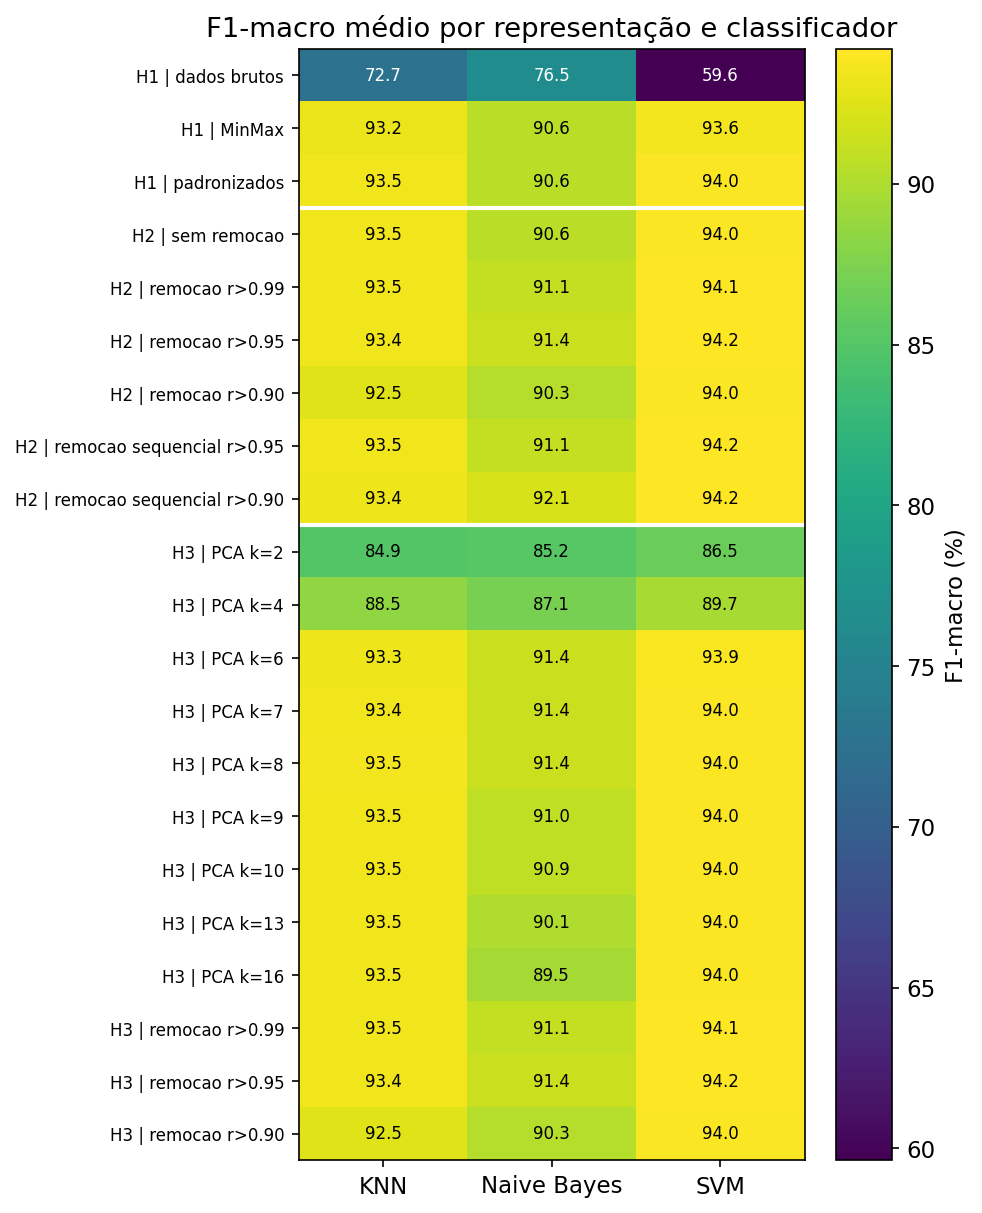 F1-macro médio por representação e classificador
H1 | dados brutos 72.7 76.5 59.6
H1 | MinMax 93.2 90.6 93.6
H1 | padronizados 93.5 90.6 94.0
H2 | sem remocao 93.5 90.6 94.0
H2 | remocao r>0.99 93.5 91.1 94.1
H2 | remocao r>0.95 93.4 91.4 94.2
H2 | remocao r>0.90 92.5 90.3 94.0
H2 | remocao sequencial r>0.95 93.5 91.1 94.2
H2 | remocao sequencial r>0.90 93.4 92.1 94.2
H3 | PCA k=2 84.9 85.2 86.5
H3 | PCA k=4 88.5 87.1 89.7
H3 | PCA k=6 93.3 91.4 93.9
H3 | PCA k=7 93.4 91.4 94.0
H3 | PCA k=8 93.5 91.4 94.0
H3 | PCA k=9 93.5 91.0 94.0
H3 | PCA k=10 93.5 90.9 94.0
H3 | PCA k=13 93.5 90.1 94.0
H3 | PCA k=16 93.5 89.5 94.0
H3 | remocao r>0.99 93.5 91.1 94.1
H3 | remocao r>0.95 93.4 91.4 94.2
H3 | remocao r>0.90 92.5 90.3 94.0
KNN Naive Bayes SVM
90
85
80
75
70
65
60
F1-macro (%)